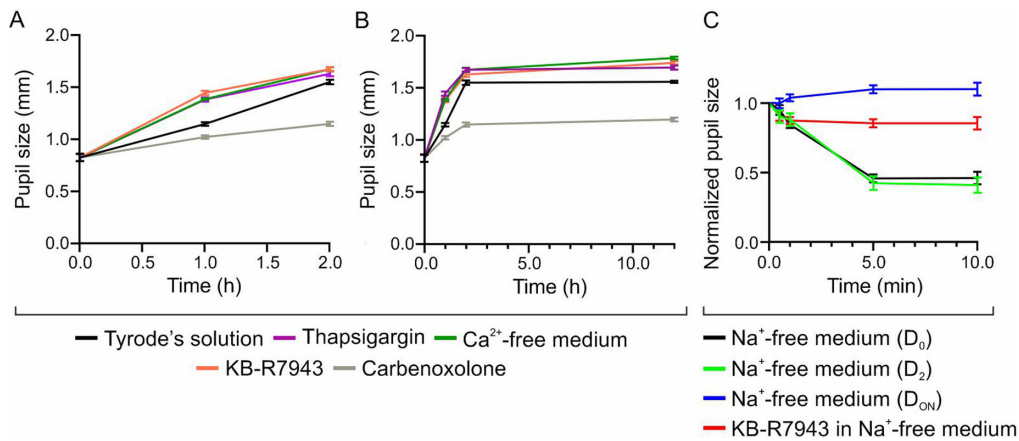 A
Pupil size (mm)
2.0
1.5
1.0
0.5
0.0
0.0 0.5 1.0 1.5 2.0
Time (h)
B
Pupil size (mm)
2.0
1.5
1.0
0.5
0.0
0.0 5.0 10.0
Time (h)
C
Normalized pupil size
1.0
0.5
0.0
0.0 5.0 10.0
Time (min)
Tyrode's solution Thapsigargin Ca²⁺-free medium
KB-R7943 Carbenoxolone
Na⁺-free medium (D₀)
Na⁺-free medium (D₂)
Na⁺-free medium (D_ON)
KB-R7943 in Na⁺-free medium